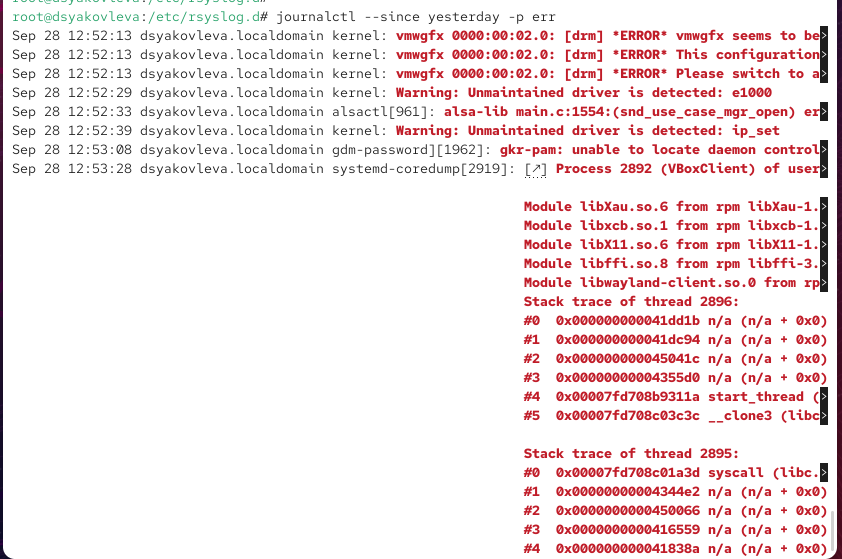 root@dsyakovleva:/etc/rsyslog.d#
root@dsyakovleva:/etc/rsyslog.d# journalctl --since yesterday -p err
Sep 28 12:52:13 dsyakovleva.localdomain kernel: vmwgfx 0000:00:02.0: [drm] *ERROR* vmwgfx seems to be>
Sep 28 12:52:13 dsyakovleva.localdomain kernel: vmwgfx 0000:00:02.0: [drm] *ERROR* This configuration>
Sep 28 12:52:13 dsyakovleva.localdomain kernel: vmwgfx 0000:00:02.0: [drm] *ERROR* Please switch to a>
Sep 28 12:52:29 dsyakovleva.localdomain kernel: Warning: Unmaintained driver is detected: e1000
Sep 28 12:52:33 dsyakovleva.localdomain alsactl[961]: alsa-lib main.c:1554:(snd_use_case_mgr_open) er>
Sep 28 12:52:39 dsyakovleva.localdomain kernel: Warning: Unmaintained driver is detected: ip_set
Sep 28 12:53:08 dsyakovleva.localdomain gdm-password][1962]: gkr-pam: unable to locate daemon control>
Sep 28 12:53:28 dsyakovleva.localdomain systemd-coredump[2919]: [↗] Process 2892 (VBoxClient) of user>
Module libXau.so.6 from rpm libXau-1.>
Module libxcb.so.1 from rpm libxcb-1.>
Module libX11.so.6 from rpm libX11-1.>
Module libffi.so.8 from rpm libffi-3.>
Module libwayland-client.so.0 from rp>
Stack trace of thread 2896:
#0  0x000000000041dd1b n/a (n/a + 0x0)
#1  0x000000000041dc94 n/a (n/a + 0x0)
#2  0x000000000045041c n/a (n/a + 0x0)
#3  0x00000000004355d0 n/a (n/a + 0x0)
#4  0x00007fd708b9311a start_thread (>
#5  0x00007fd708c03c3c __clone3 (libc>
Stack trace of thread 2895:
#0  0x00007fd708c01a3d syscall (libc.>
#1  0x00000000004344e2 n/a (n/a + 0x0)
#2  0x0000000000450066 n/a (n/a + 0x0)
#3  0x0000000000416559 n/a (n/a + 0x0)
#4  0x000000000041838a n/a (n/a + 0x0)